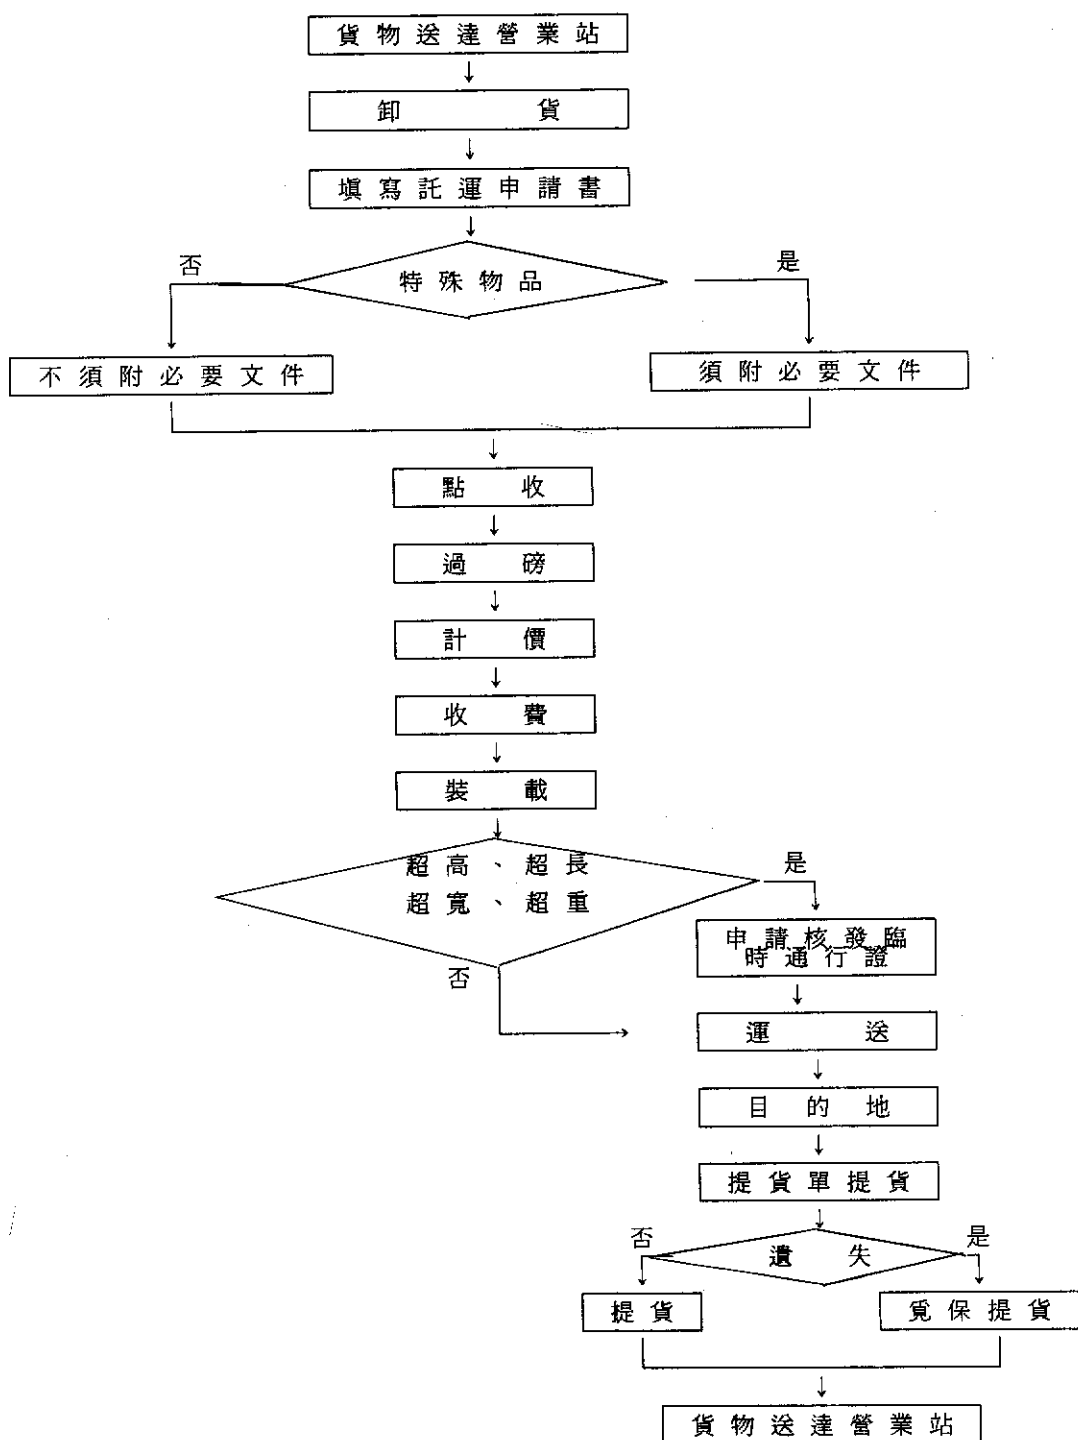 貨物送達營業站
卸貨
填寫託運申請書
特殊物品
否
是
不須附必要文件
須附必要文件
點收
過磅
計價
收費
裝載
超高、超長
超寬、超重
是
否
申請核發臨
時通行證
運送
目的地
提貨單提貨
遺失
否
是
提貨
覓保提貨
貨物送達營業站